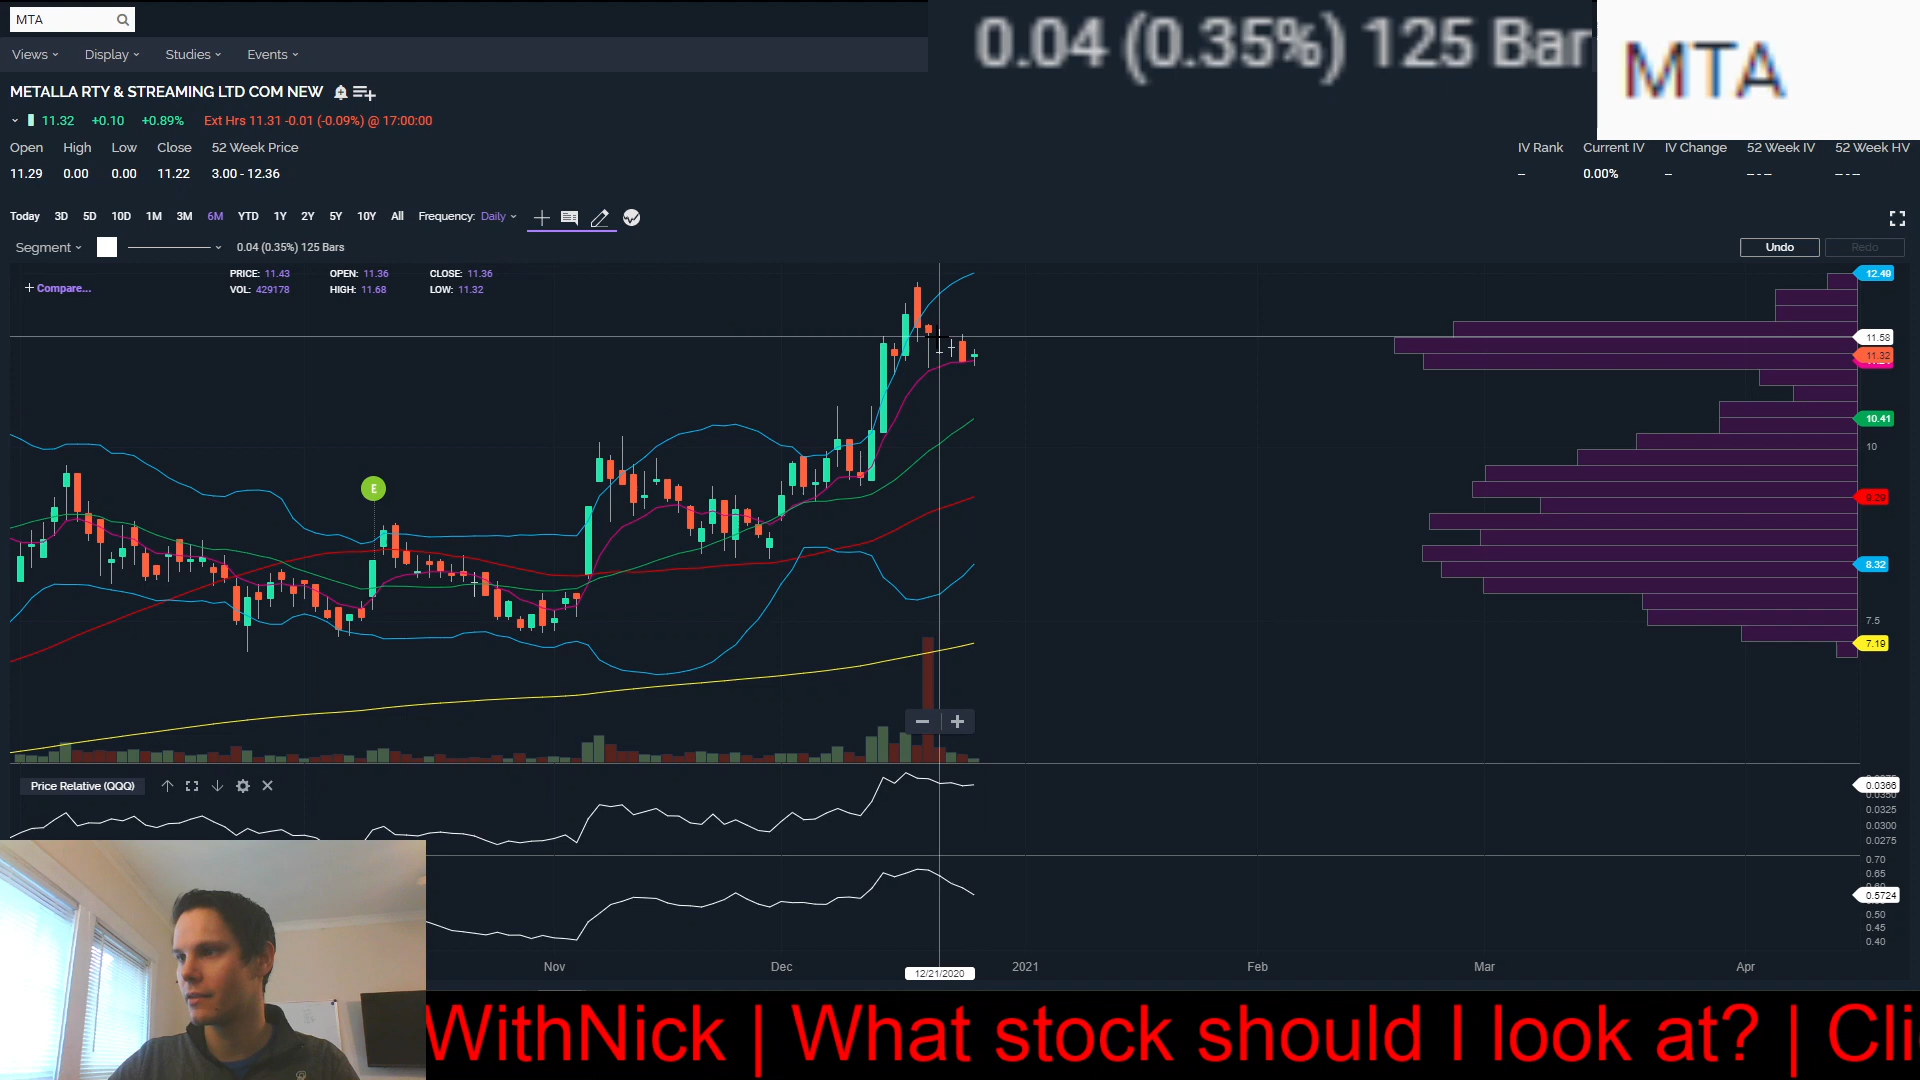 MTA
0.04 (0.35%) 125 Bar
MTA
Views Display Studies Events
METALLA RTY & STREAMING LTD COM NEW
11.32 +0.10 +0.89% Ext Hrs 11.31 -0.01 (-0.09%) @ 17:00:00
Open High Low Close 52 Week Price
IV Rank Current IV IV Change 52 Week IV 52 Week HV
11.29 0.00 0.00 11.22 3.00 - 12.36
– 0.00% – – – – – – –
Today 3D 5D 10D 1M 3M 6M YTD 1Y 2Y 5Y 10Y All Frequency: Daily
Segment 0.04 (0.35%) 125 Bars
Undo Redo
+ Compare...
PRICE: 11.43 OPEN: 11.36 CLOSE: 11.36
VOL: 429178 HIGH: 11.68 LOW: 11.32
E
12.49
11.58
11.32
10.41
10
9.29
8.32
7.5
7.19
Price Relative (QQQ)
0.0366
0.0325
0.0300
0.0275
0.70
0.65
0.5724
0.50
0.45
0.40
Nov Dec 12/21/2020 2021 Feb Mar Apr
WithNick | What stock should I look at? | Cli